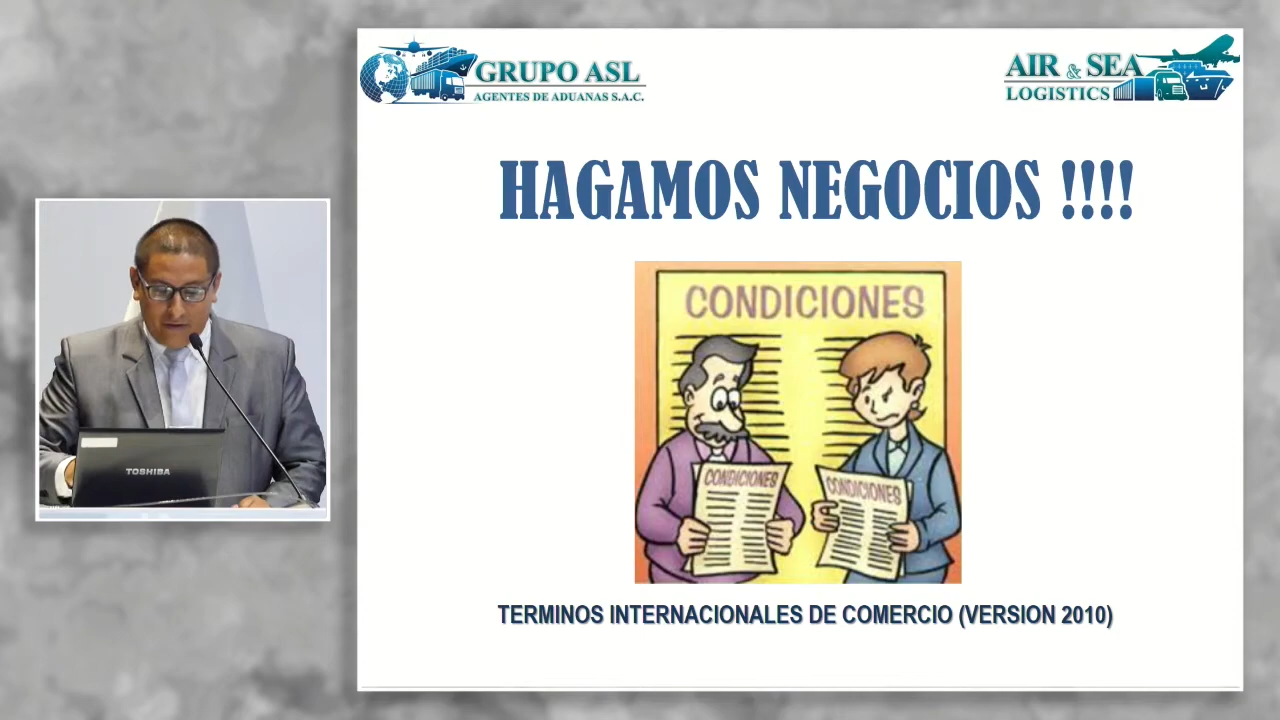 GRUPO ASL
AGENTES DE ADUANAS S.A.C.
AIR & SEA
LOGISTICS
HAGAMOS NEGOCIOS !!!!
CONDICIONES
CONDICIONES
CONDICIONES
TOSHIBA
TERMINOS INTERNACIONALES DE COMERCIO (VERSION 2010)